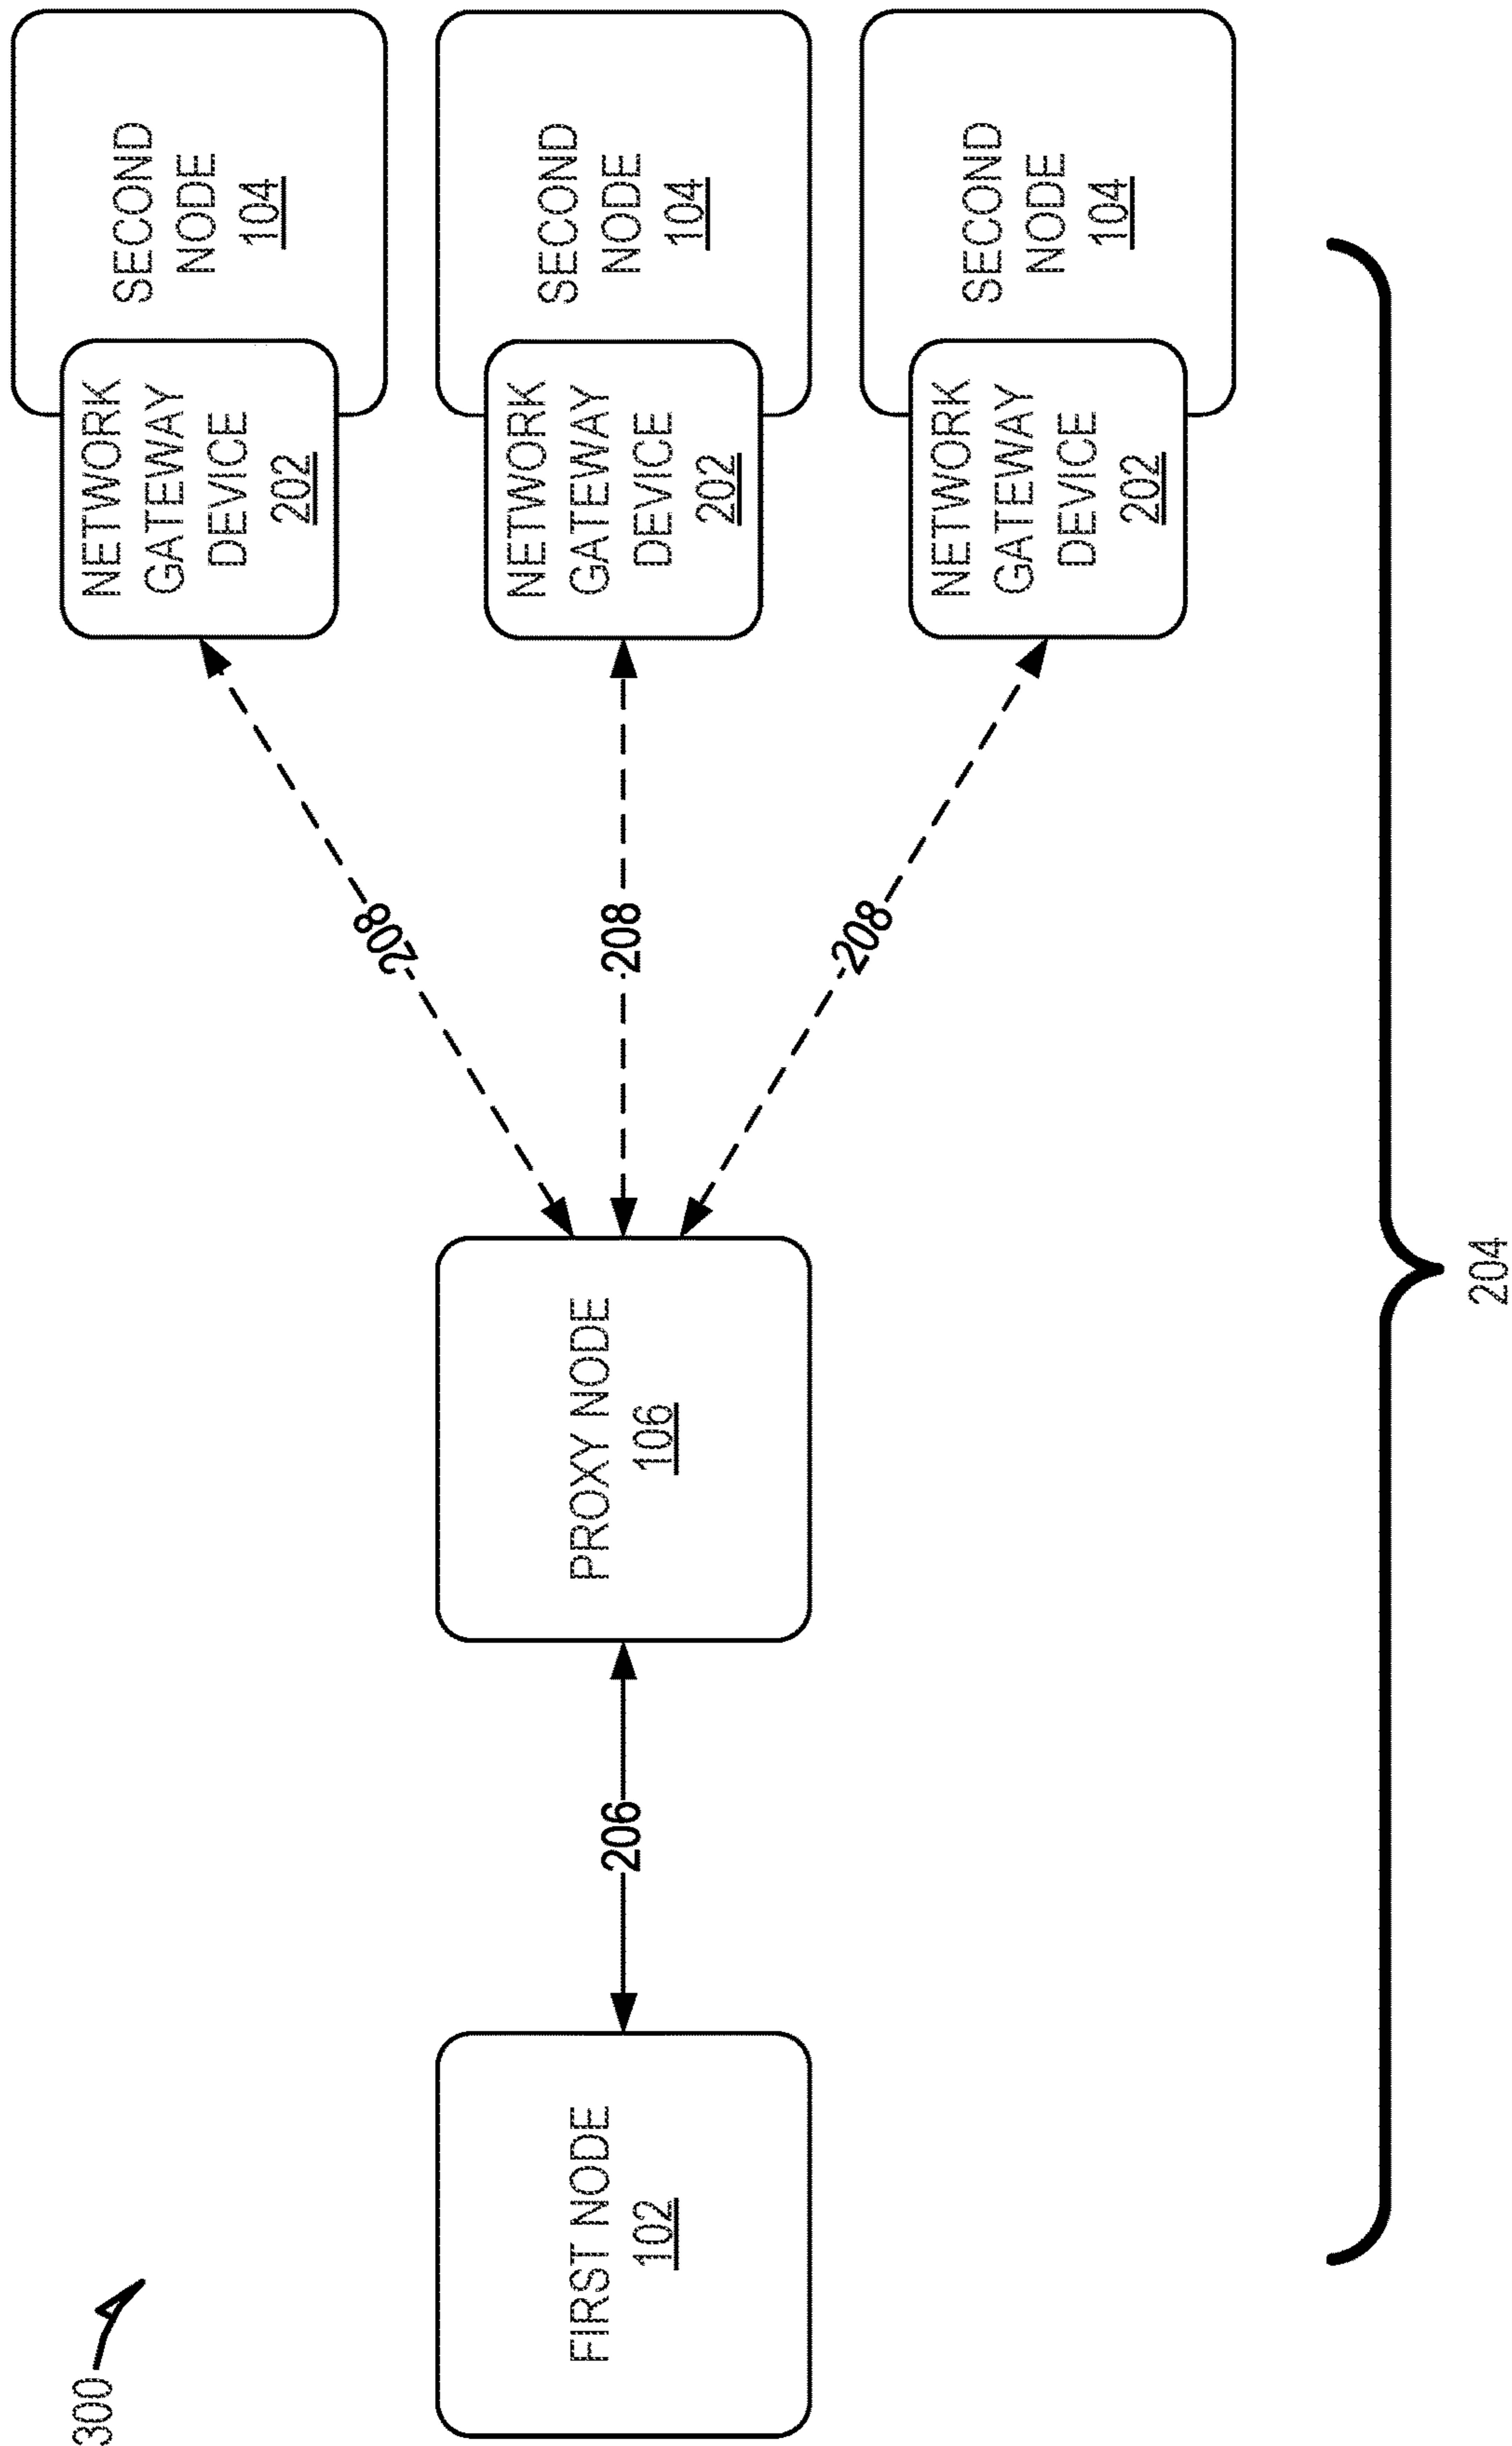 300
SECOND
NODE
104
NETWORK
GATEWAY
DEVICE
202
208
FIRST NODE
102
206
PROXY NODE
106
208
NETWORK
GATEWAY
DEVICE
202
SECOND
NODE
104
208
NETWORK
GATEWAY
DEVICE
202
SECOND
NODE
104
204